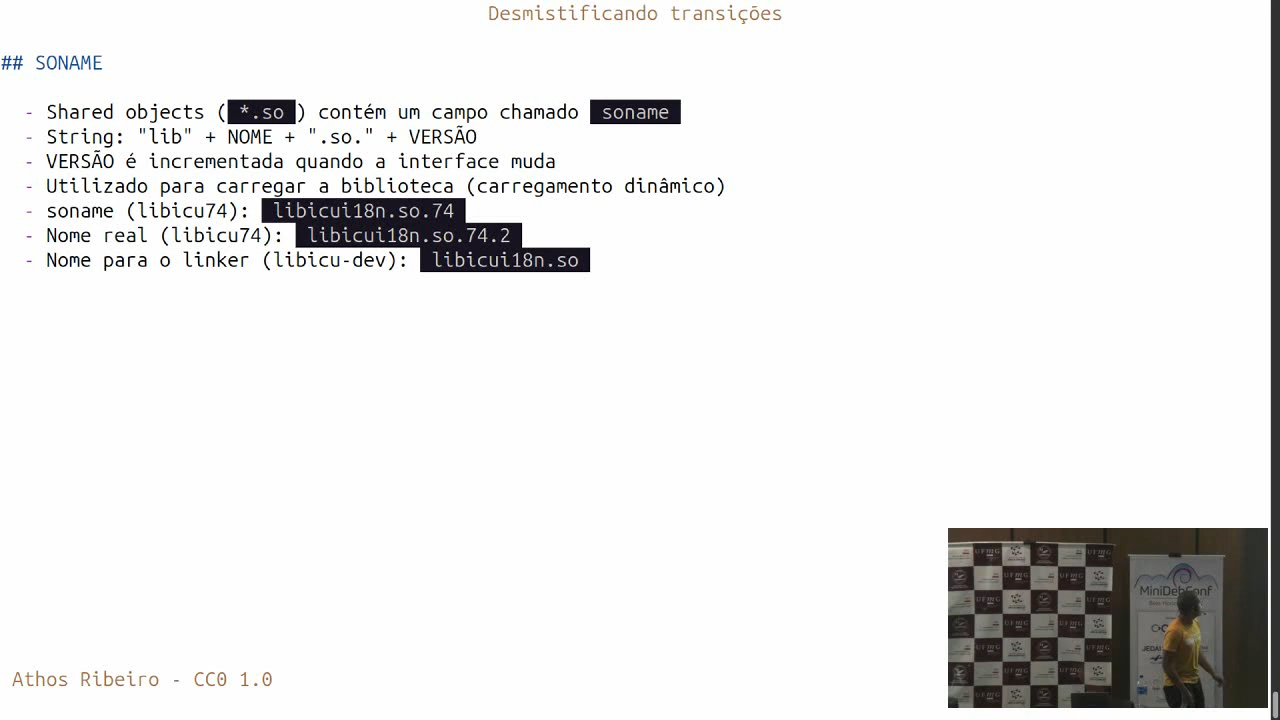 Desmistificando transições
## SONAME
- Shared objects ( *.so ) contém um campo chamado soname
- String: "lib" + NOME + ".so." + VERSÃO
- VERSÃO é incrementada quando a interface muda
- Utilizado para carregar a biblioteca (carregamento dinâmico)
- soname (libicu74): libicui18n.so.74
- Nome real (libicu74): libicui18n.so.74.2
- Nome para o linker (libicu-dev): libicui18n.so
UFMG
MiniDebConf
Athos Ribeiro - CC0 1.0